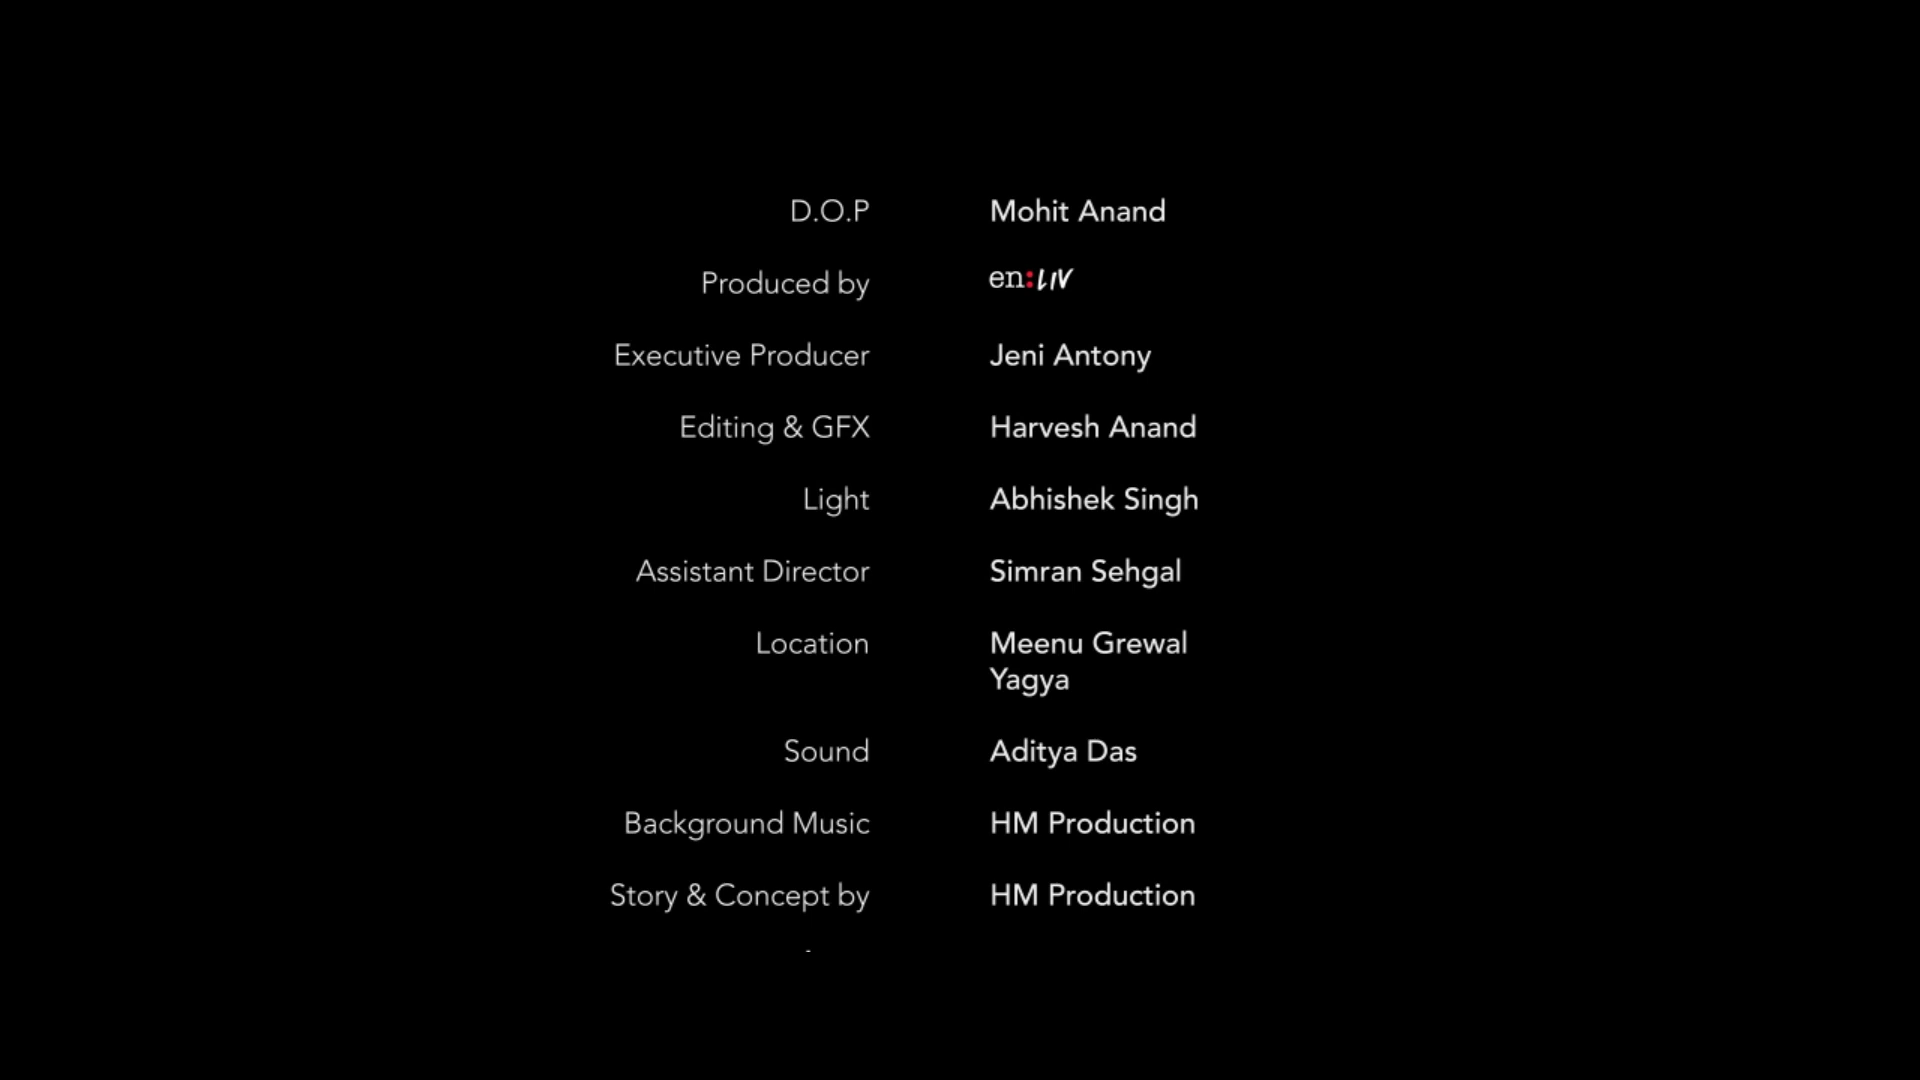 D.O.P Mohit Anand
Produced by en:LIV
Executive Producer Jeni Antony
Editing & GFX Harvesh Anand
Light Abhishek Singh
Assistant Director Simran Sehgal
Location Meenu Grewal
Yagya
Sound Aditya Das
Background Music HM Production
Story & Concept by HM Production